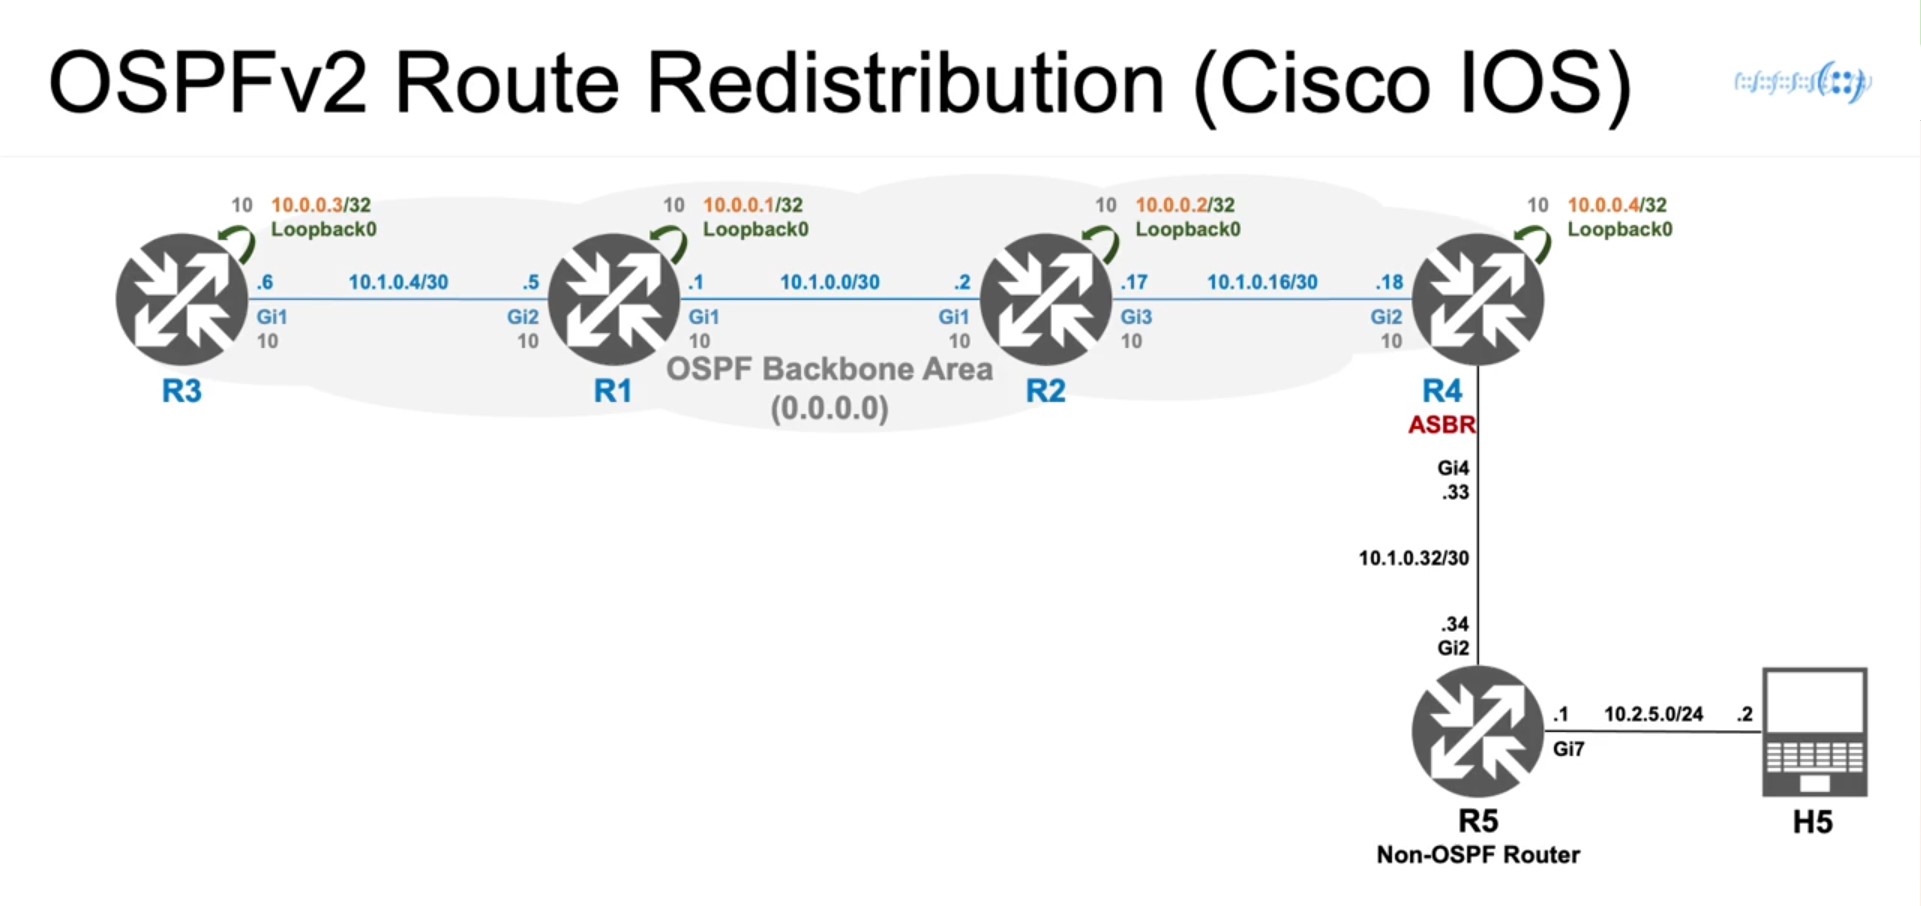 OSPFv2 Route Redistribution (Cisco IOS)
10 10.0.0.3/32
Loopback0
10 10.0.0.1/32
Loopback0
10 10.0.0.2/32
Loopback0
10 10.0.0.4/32
Loopback0
.6 10.1.0.4/30 .5
.1 10.1.0.0/30 .2
.17 10.1.0.16/30 .18
Gi1
10
Gi2
10
Gi1
10
Gi1
10
Gi3
10
Gi2
10
OSPF Backbone Area
(0.0.0.0)
R3
R1
R2
R4
ASBR
Gi4
.33
10.1.0.32/30
.34
Gi2
.1 10.2.5.0/24 .2
Gi7
R5
Non-OSPF Router
H5